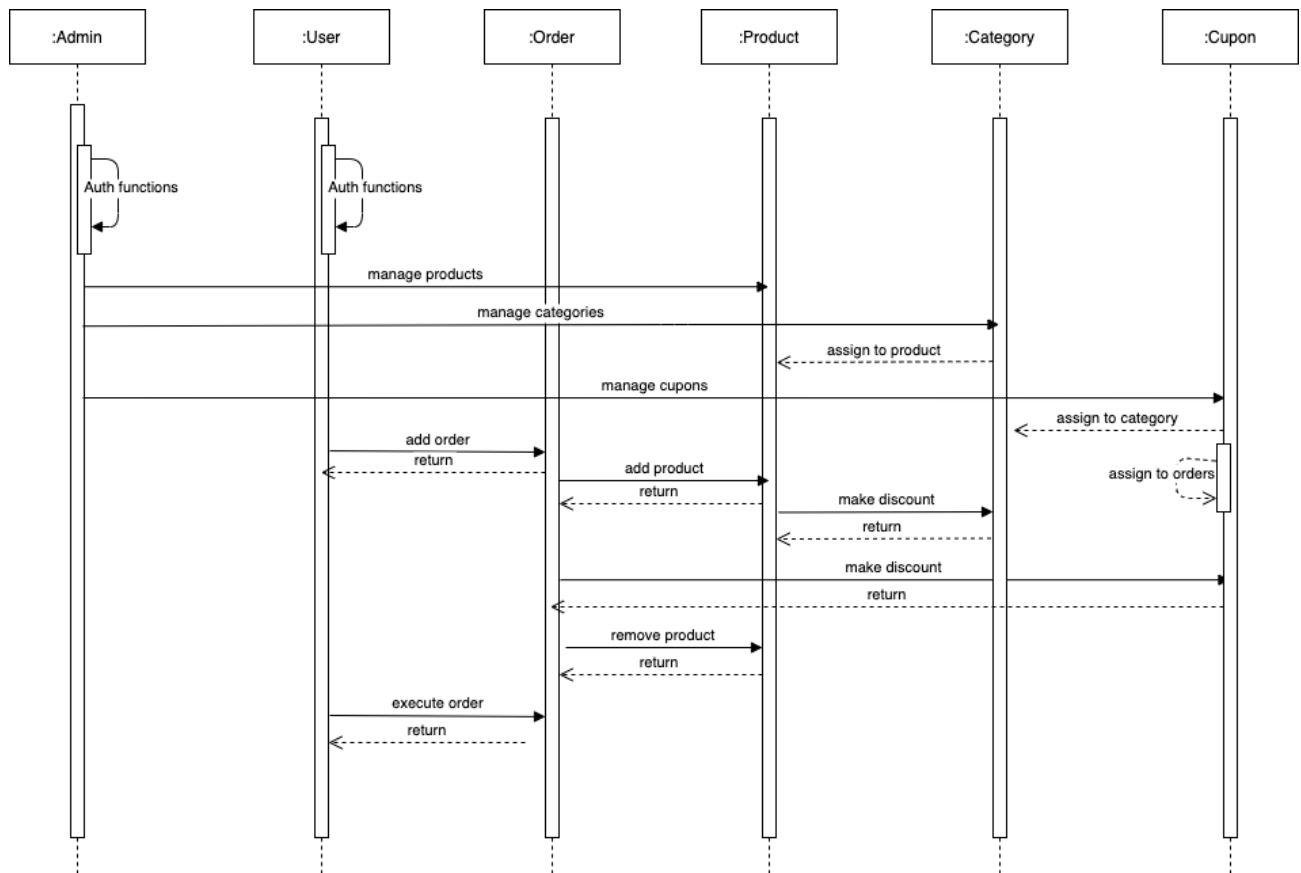 :Admin
:User
:Order
:Product
:Category
:Cupon
Auth functions
Auth functions
manage products
manage categories
assign to product
manage cupons
assign to category
add order
return
add product
assign to orders
return
make discount
return
make discount
return
remove product
return
execute order
return